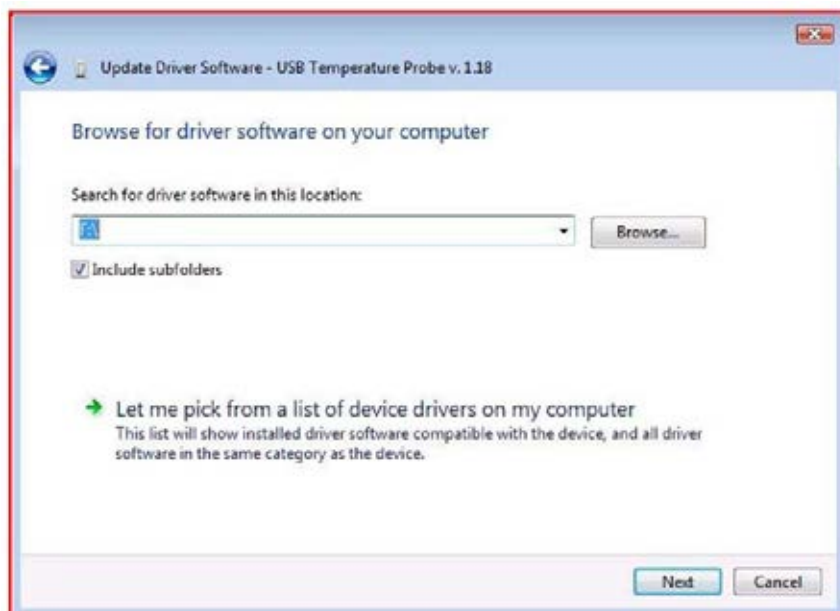 Update Driver Software - USB Temperature Probe v. 1.18
Browse for driver software on your computer
Search for driver software in this location:
Browse...
Include subfolders
Let me pick from a list of device drivers on my computer
This list will show installed driver software compatible with the device, and all driver
software in the same category as the device.
Next
Cancel